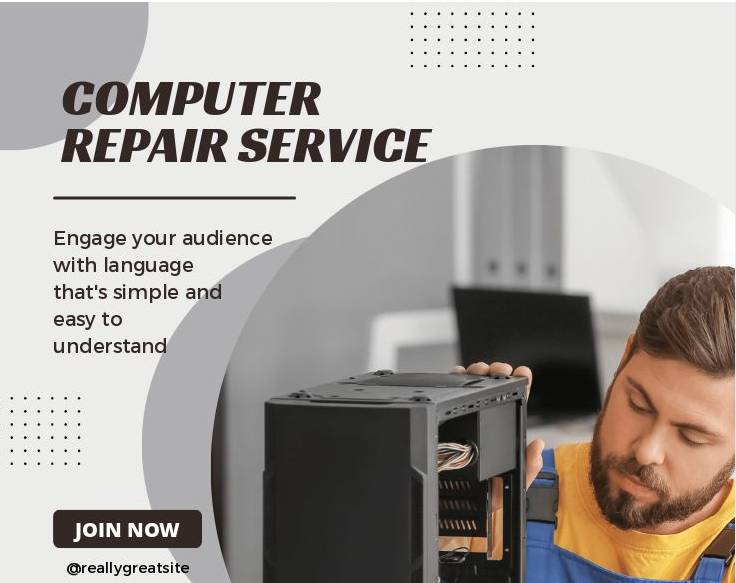 COMPUTER
REPAIR SERVICE
Engage your audience
with language
that's simple and
easy to
understand
JOIN NOW
@reallygreatsite